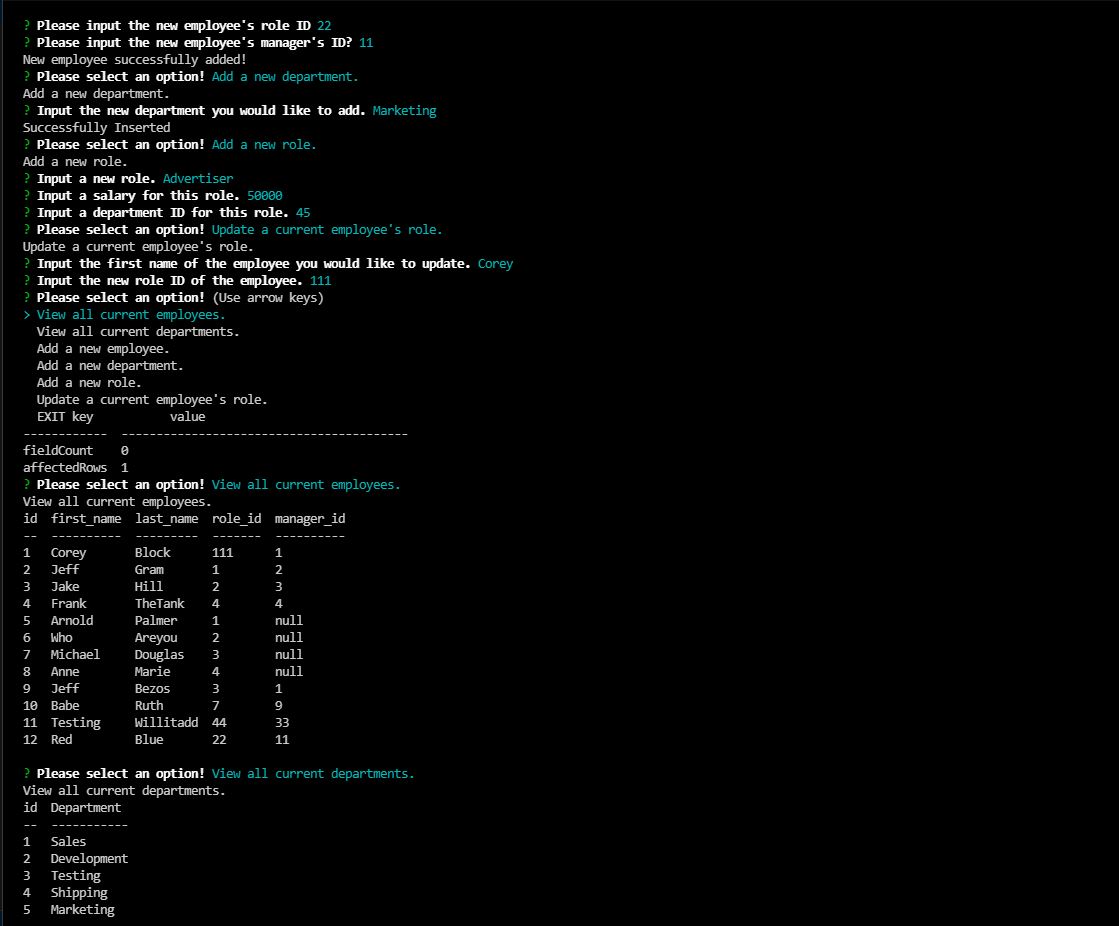 ? Please input the new employee's role ID 22
? Please input the new employee's manager's ID? 11
New employee successfully added!
? Please select an option! Add a new department.
Add a new department.
? Input the new department you would like to add. Marketing
Successfully Inserted
? Please select an option! Add a new role.
Add a new role.
? Input a new role. Advertiser
? Input a salary for this role. 50000
? Input a department ID for this role. 45
? Please select an option! Update a current employee's role.
Update a current employee's role.
? Input the first name of the employee you would like to update. Corey
? Input the new role ID of the employee. 111
? Please select an option! (Use arrow keys)
> View all current employees.
  View all current departments.
  Add a new employee.
  Add a new department.
  Add a new role.
  Update a current employee's role.
  EXIT key           value
------------  -----------------------------------------
fieldCount    0
affectedRows  1
? Please select an option! View all current employees.
View all current employees.
id  first_name  last_name  role_id  manager_id
--  ----------  ---------  -------  ----------
1   Corey       Block      111      1
2   Jeff        Gram       1        2
3   Jake        Hill       2        3
4   Frank       TheTank    4        4
5   Arnold      Palmer     1        null
6   Who         Areyou     2        null
7   Michael     Douglas    3        null
8   Anne        Marie      4        null
9   Jeff        Bezos      3        1
10  Babe        Ruth       7        9
11  Testing     Willitadd  44       33
12  Red         Blue       22       11
? Please select an option! View all current departments.
View all current departments.
id  Department
--  -----------
1   Sales
2   Development
3   Testing
4   Shipping
5   Marketing